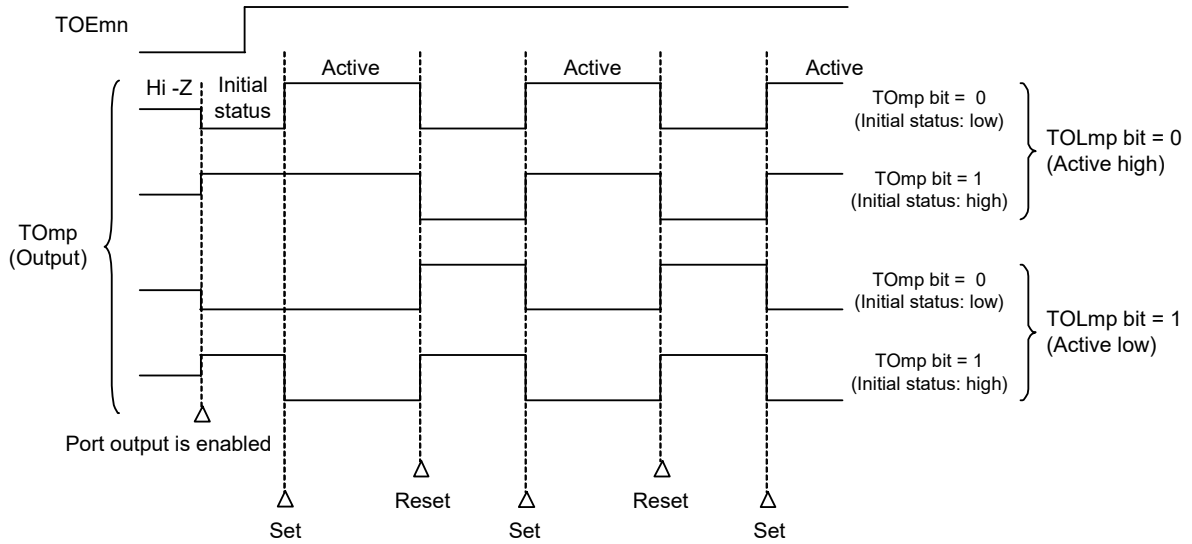 TOEmn
Active
Active
Active
Hi -Z
Initial
status
TOmp bit = 0
(Initial status: low)
TOLmp bit = 0
(Active high)
TOmp bit = 1
(Initial status: high)
TOmp
(Output)
TOmp bit = 0
(Initial status: low)
TOLmp bit = 1
(Active low)
TOmp bit = 1
(Initial status: high)
Port output is enabled
Reset
Reset
Set
Set
Set